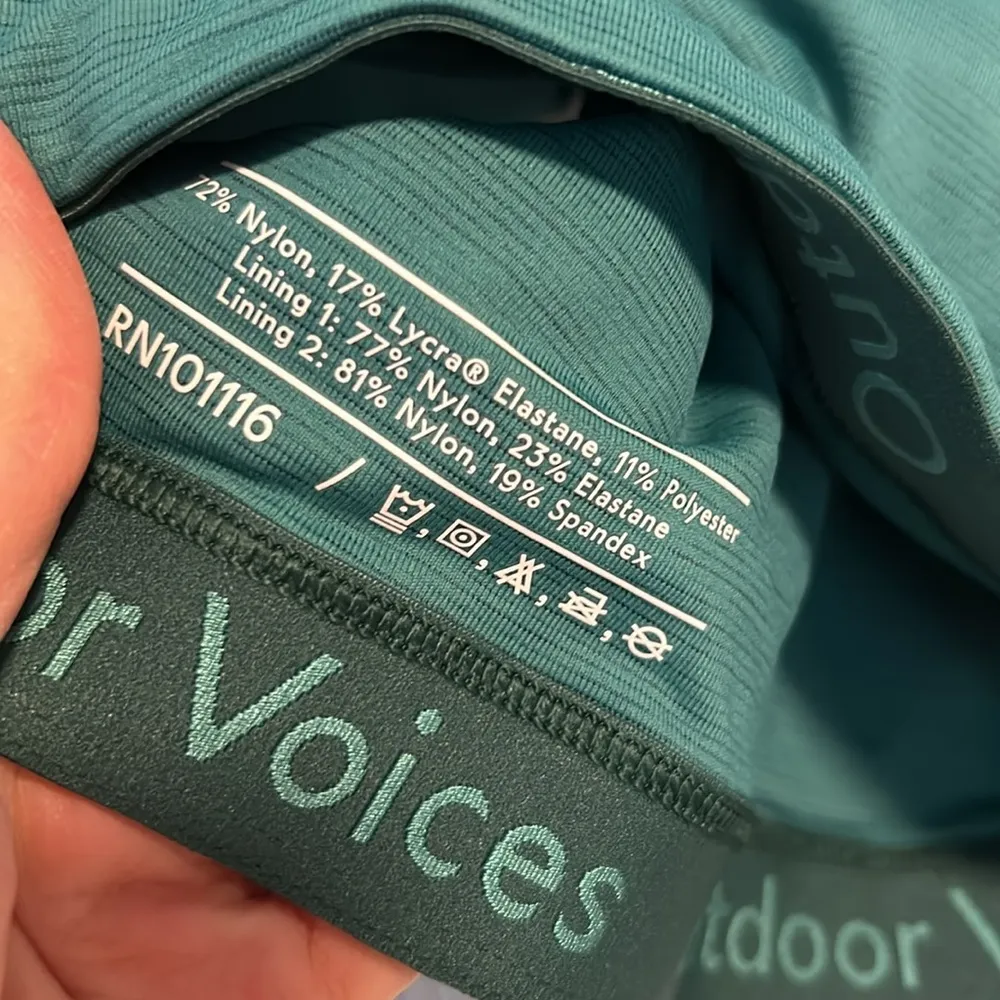 72% Nylon, 17% Lycra® Elastane, 11% Polyester
Lining 1: 77% Nylon, 23% Elastane
Lining 2: 81% Nylon, 19% Spandex
RN101116 /
or Voices
tdoor V
Outdo